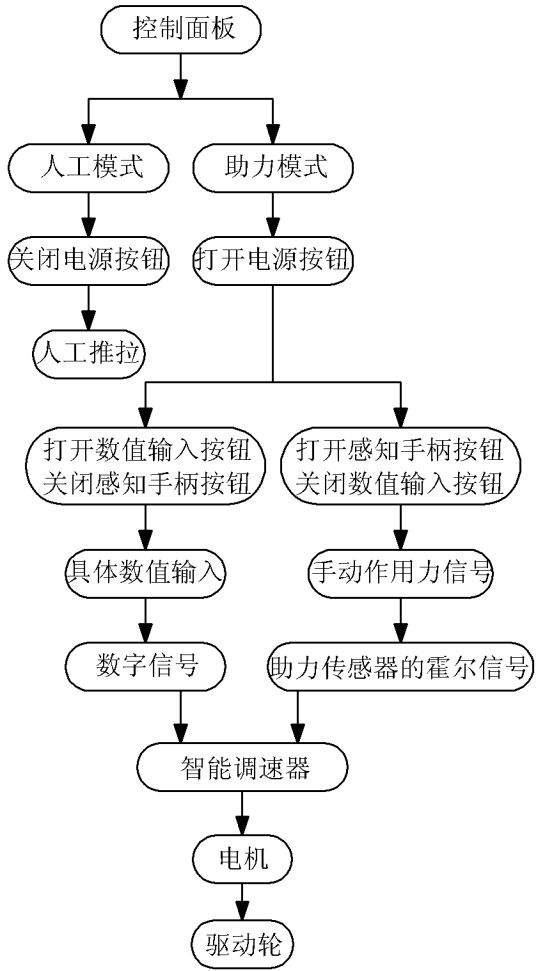 控制面板
人工模式
助力模式
关闭电源按钮
打开电源按钮
人工推拉
打开数值输入按钮
关闭感知手柄按钮
打开感知手柄按钮
关闭数值输入按钮
具体数值输入
手动作用力信号
数字信号
助力传感器的霍尔信号
智能调速器
电机
驱动轮